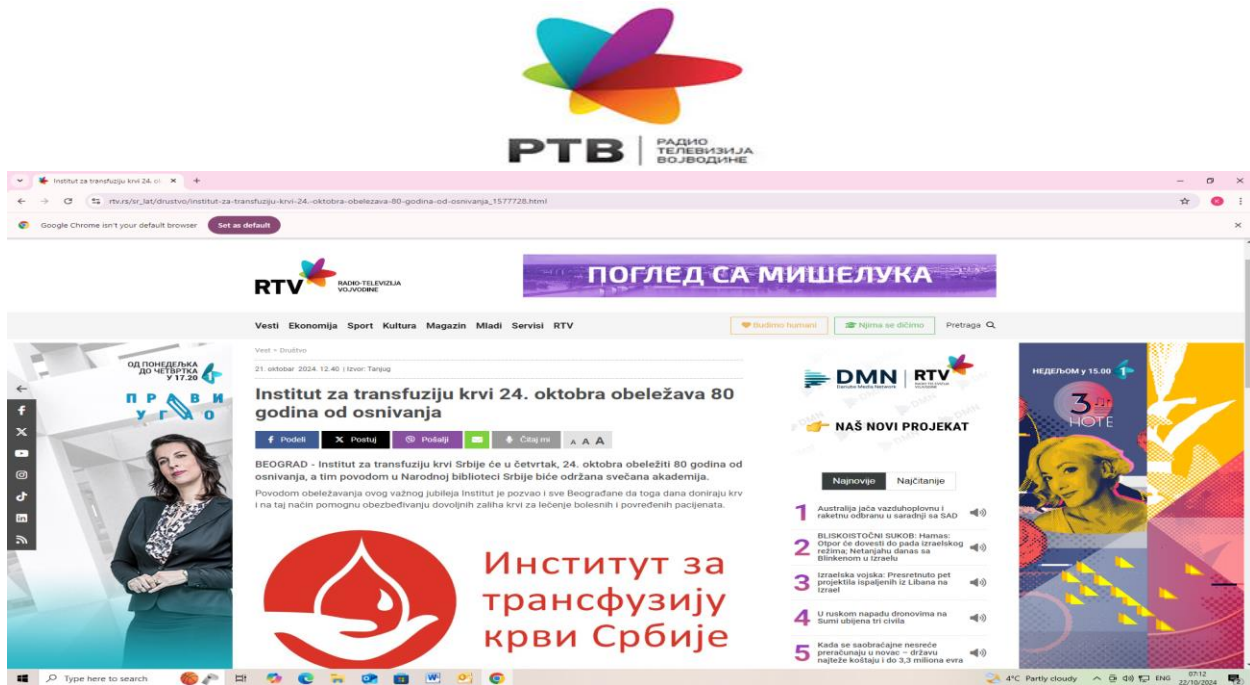 РТВ
РАДИО
ТЕЛЕВИЗИЈА
ВОЈВОДИНЕ
Institut za transfuziju krvi 24. ok
rtv.rs/sr_lat/drustvo/institut-za-transfuziju-krvi-24.-oktobra-obelezava-80-godina-od-osnivanja_1577728.html
Google Chrome isn't your default browser
Set as default
RTV
RADIO-TELEVIZIJA
VOJVODINE
ПОГЛЕД СА МИШЕЛУКА
Vesti Ekonomija Sport Kultura Magazin Mladi Servisi RTV
Budimo humani
Njima se dičimo
Pretraga
Vesti > Društvo
21. oktobar 2024. 12.40 | Izvor: Tanjug
Institut za transfuziju krvi 24. oktobra obeležava 80
godina od osnivanja
Podeli
Postuj
Pošalji
Čitaj mi
A A A
BEOGRAD - Institut za transfuziju krvi Srbije će u četvrtak, 24. oktobra obeležiti 80 godina od
osnivanja, a tim povodom u Narodnoj biblioteci Srbije biće održana svečana akademija.
Povodom obeležavanja ovog važnog jubileja Institut je pozvao i sve Beograđane da toga dana doniraju krv
i na taj način pomognu obezbeđivanju dovoljnih zaliha krvi za lečenje bolesnih i povređenih pacijenata.
Институт за
трансфузију
крви Србије
ОД ПОНЕДЕЉКА
ДО ЧЕТВРТКА
У 17.20
1
ПРАВИ
УГАО
DMN
Danube Media Network
RTV
NAŠ NOVI PROJEKAT
Najnovije
Najčitanije
1 Australija jača vazduhoplovnu i
raketnu odbranu u saradnji sa SAD
2 BLISKOISTOČNI SUKOB: Hamas:
Otpor će dovesti do pada izraelskog
režima; Netanjahu danas sa
Blinkenom u Izraelu
3 Izraelska vojska: Presretnuto pet
projektila ispaljenih iz Libana na
Izrael
4 U ruskom napadu dronovima na
Sumi ubijena tri civila
5 Kada se saobraćajne nesreće
preračunaju u novac – državu
najteže koštaju i do 3,3 miliona evra
НЕДЕЉОМ у 15.00
1
3
НОТЕ
Type here to search
4°C Partly cloudy
ENG
07:12
22/10/2024